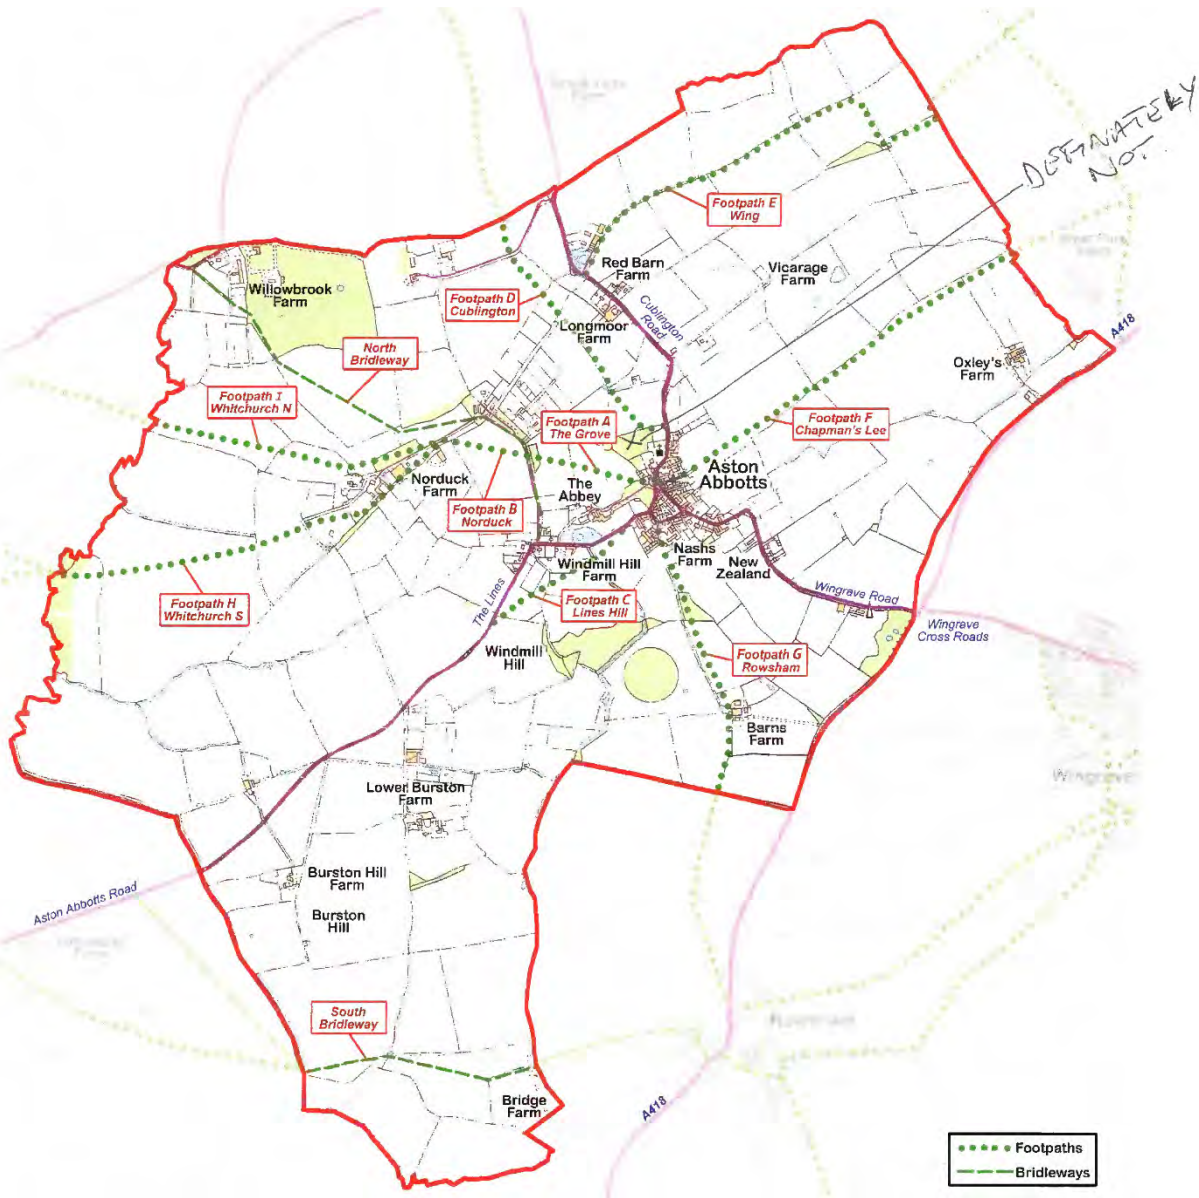 DEFINATELY
NOT
Footpath E
Wing
Red Barn
Farm
Vicarage
Farm
Willowbrook
Farm
Footpath D
Cublington
Cublington
Road
Longmoor
Farm
A418
North
Bridleway
Oxley's
Farm
Footpath I
Whitchurch N
Footpath A
The Grove
Footpath F
Chapman's Lee
Aston
Abbotts
Norduck
Farm
The
Abbey
Footpath B
Norduck
Nashs
Farm
New
Zealand
Windmill Hill
Farm
The Lines
Wingrave Road
Footpath H
Whitchurch S
Footpath C
Lines Hill
Wingrave
Cross Roads
Windmill
Hill
Footpath G
Rowsham
Barns
Farm
Wingrave
Lower Burston
Farm
Burston Hill
Farm
Aston Abbotts Road
Burston
Hill
South
Bridleway
Bridge
Farm
A418
Footpaths
Bridleways